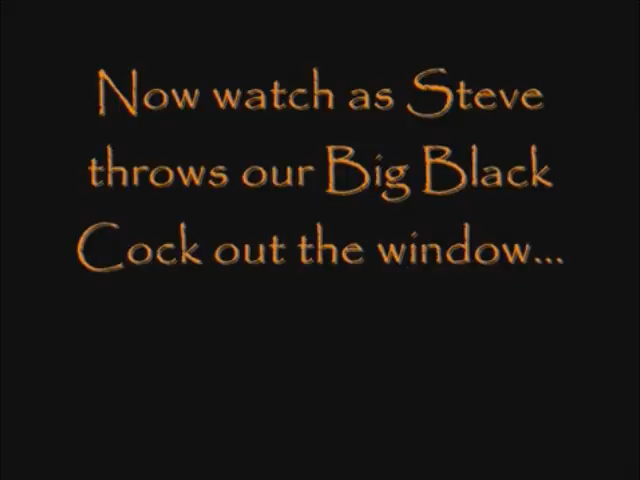 Now watch as Steve
throws our Big Black
Cock out the window...